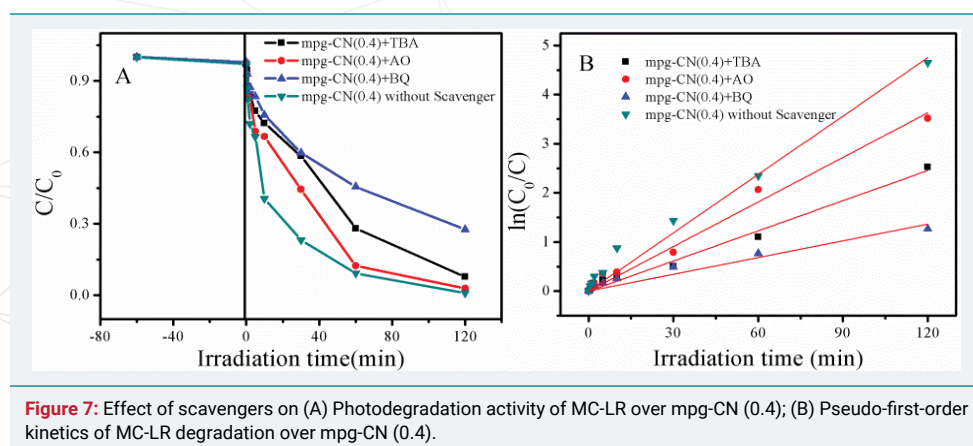 A
mpg-CN(0.4)+TBA
mpg-CN(0.4)+AO
mpg-CN(0.4)+BQ
mpg-CN(0.4) without Scavenger
C/C0
0.9
0.6
0.3
0.0
-80 -40 0 40 80 120
Irradiation time(min)
B
mpg-CN(0.4)+TBA
mpg-CN(0.4)+AO
mpg-CN(0.4)+BQ
mpg-CN(0.4) without Scavenger
ln(C0/C)
5
4
3
2
1
0
0 30 60 90 120
Irradiation time (min)
Figure 7: Effect of scavengers on (A) Photodegradation activity of MC-LR over mpg-CN (0.4); (B) Pseudo-first-order
kinetics of MC-LR degradation over mpg-CN (0.4).